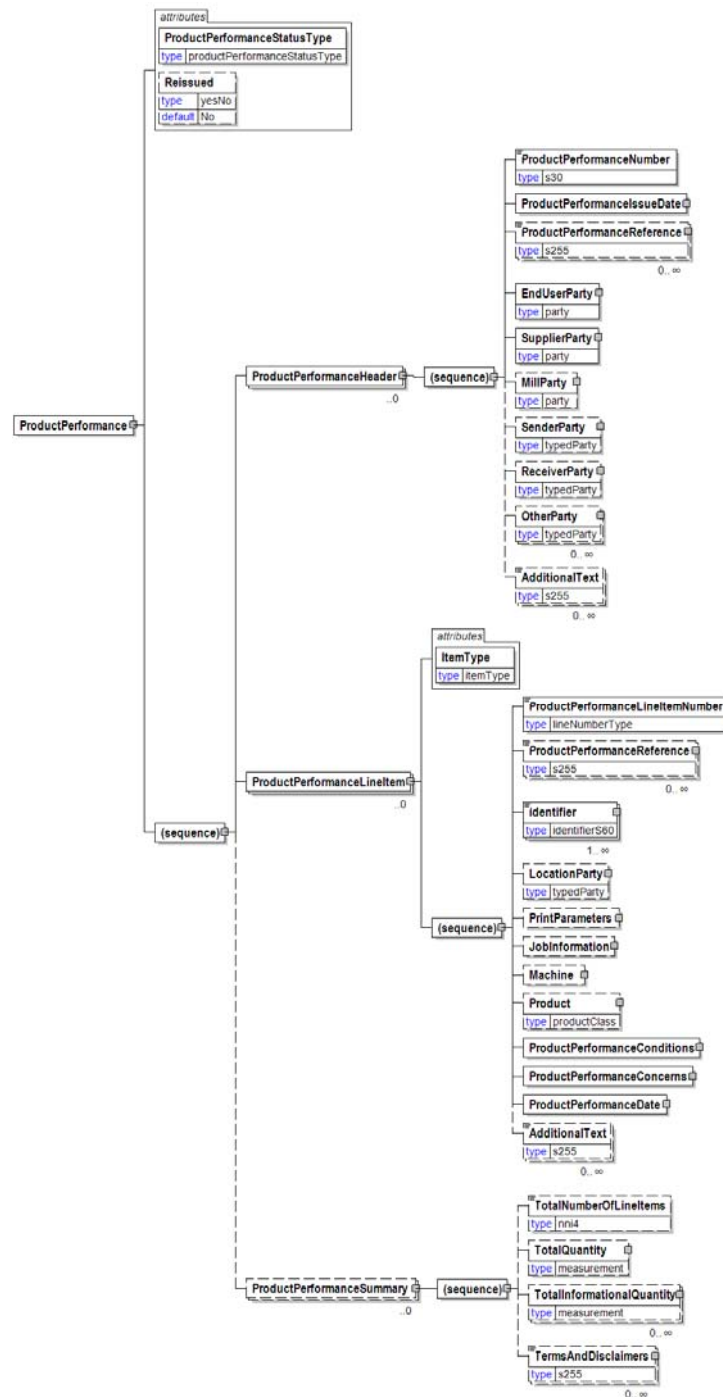 attributes
ProductPerformanceStatusType
type productPerformanceStatusType
Reissued
type yesNo
default No
ProductPerformanceNumber
type s30
ProductPerformanceIssueDate
ProductPerformanceReference
type s255
0.. ∞
EndUserParty
type party
SupplierParty
type party
ProductPerformanceHeader
(sequence)
..0
MillParty
type party
ProductPerformance
SenderParty
type typedParty
ReceiverParty
type typedParty
OtherParty
type typedParty
0.. ∞
AdditionalText
type s255
0.. ∞
attributes
ItemType
type itemType
ProductPerformanceLineItemNumber
type lineNumberType
ProductPerformanceReference
type s255
0.. ∞
ProductPerformanceLineItem
..0
(sequence)
Identifier
type identifierS60
1.. ∞
LocationParty
type typedParty
(sequence)
PrintParameters
JobInformation
Machine
Product
type productClass
ProductPerformanceConditions
ProductPerformanceConcerns
ProductPerformanceDate
AdditionalText
type s255
0.. ∞
TotalNumberOfLineItems
type nni4
TotalQuantity
type measurement
ProductPerformanceSummary
(sequence)
..0
TotalInformationalQuantity
type measurement
0.. ∞
TermsAndDisclaimers
type s255
0.. ∞